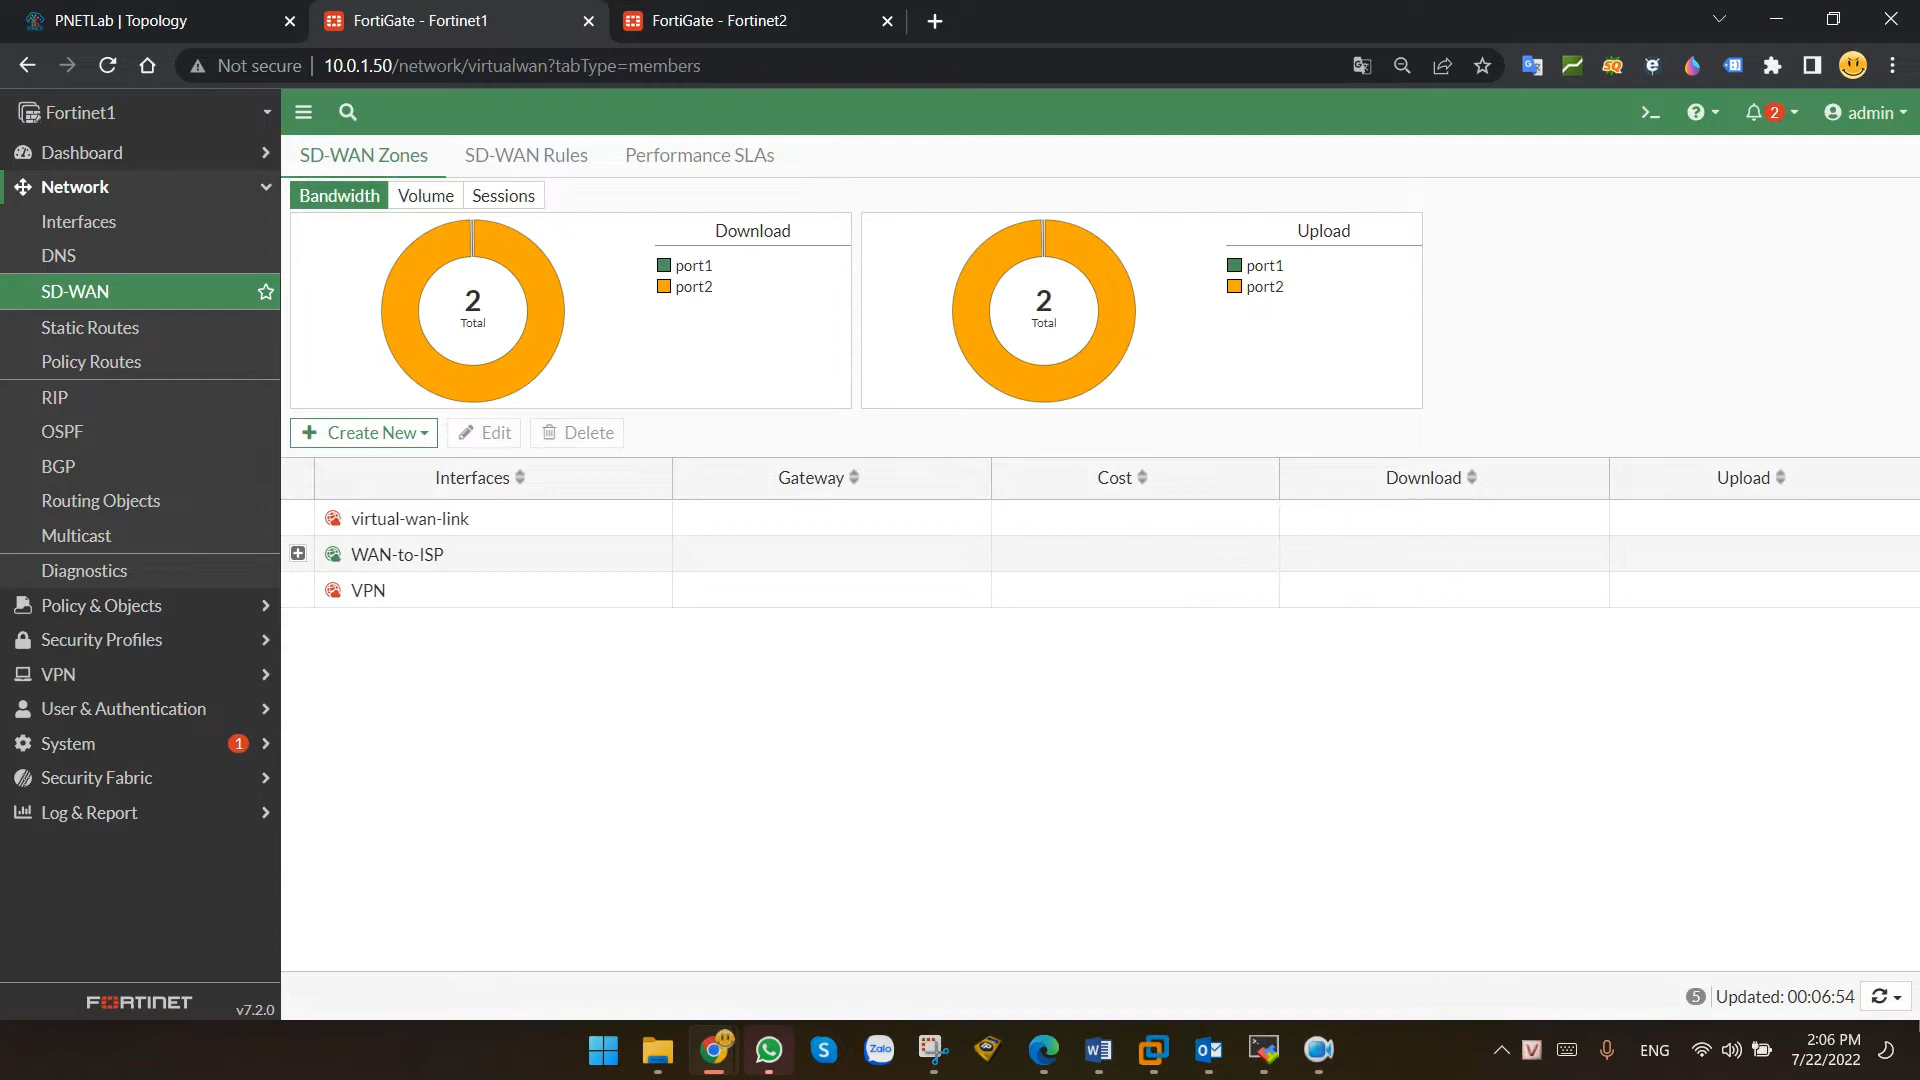 PNETLab | Topology
FortiGate - Fortinet1
FortiGate - Fortinet2
Not secure
10.0.1.50/network/virtualwan?tabType=members
Fortinet1
2
admin
Dashboard
Network
Interfaces
DNS
SD-WAN
Static Routes
Policy Routes
RIP
OSPF
BGP
Routing Objects
Multicast
Diagnostics
Policy & Objects
Security Profiles
VPN
User & Authentication
System
1
Security Fabric
Log & Report
FORTINET
v7.2.0
SD-WAN Zones
SD-WAN Rules
Performance SLAs
Bandwidth
Volume
Sessions
2
Total
Download
port1
port2
2
Total
Upload
port1
port2
Create New
Edit
Delete
Interfaces
Gateway
Cost
Download
Upload
virtual-wan-link
WAN-to-ISP
VPN
5
Updated: 00:06:54
Zalo
ENG
2:06 PM
7/22/2022